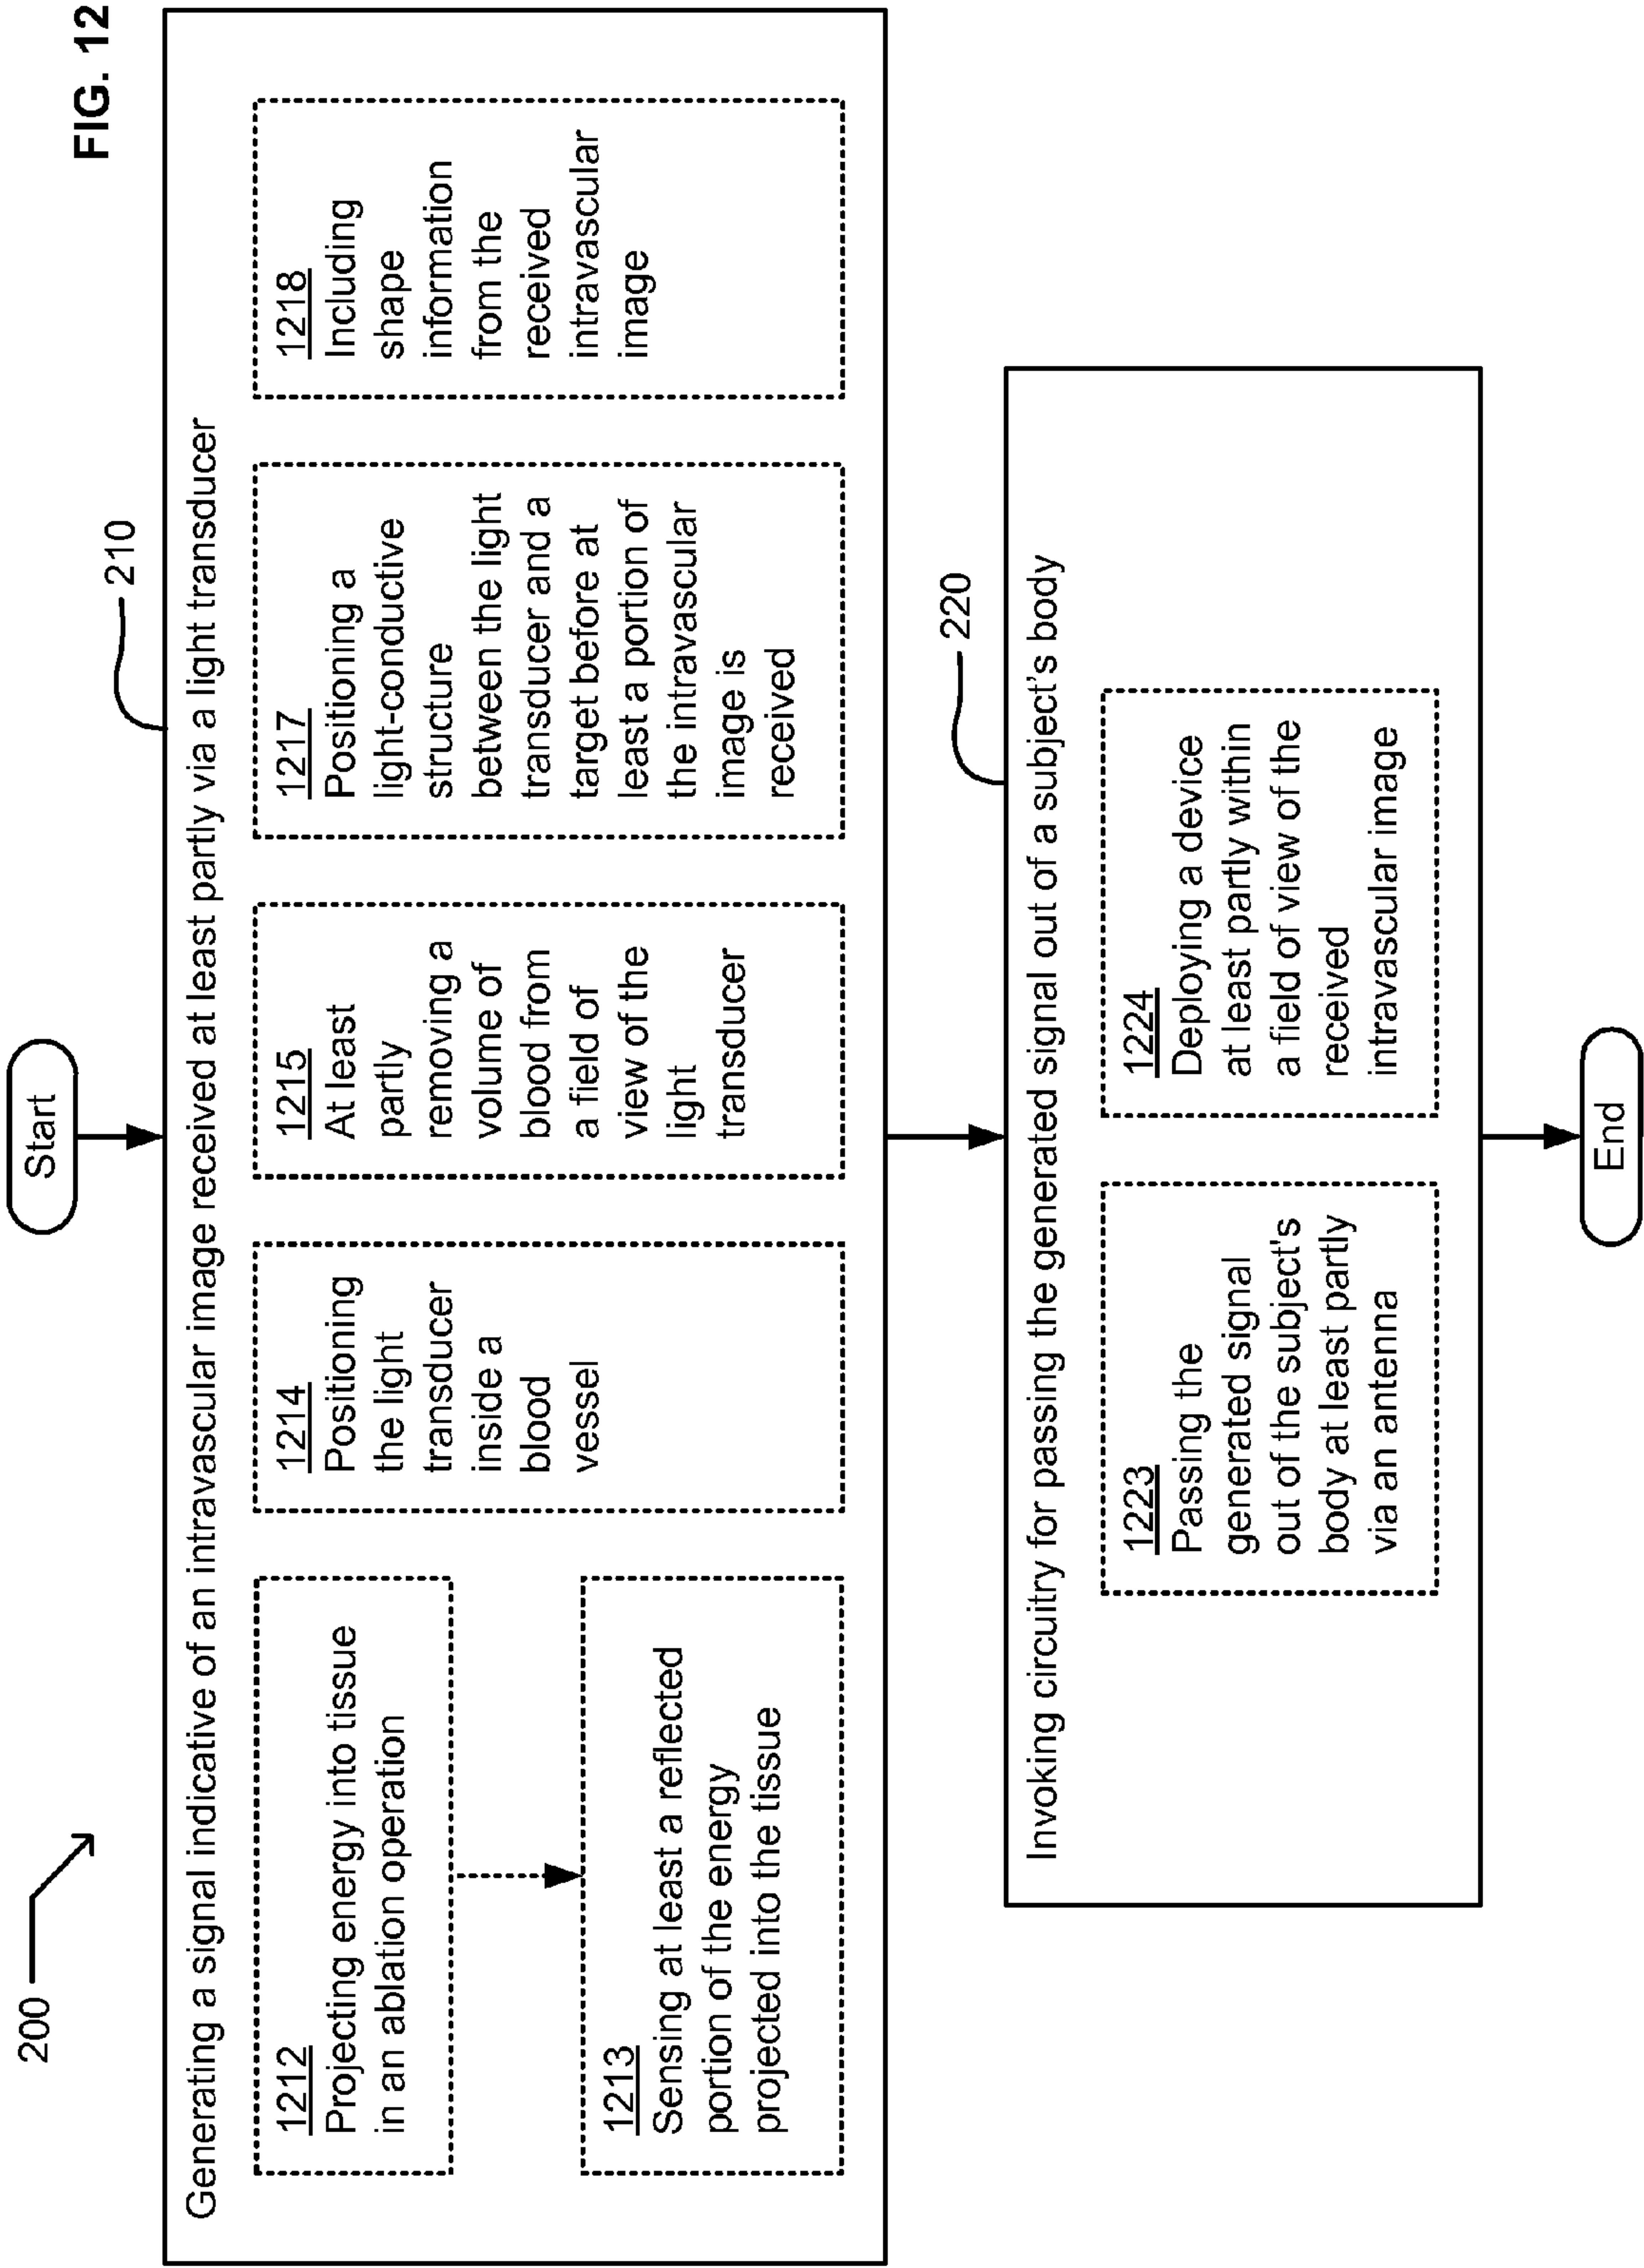 FIG. 12
200
Start
210
Generating a signal indicative of an intravascular image received at least partly via a light transducer
1212
Projecting energy into tissue
in an ablation operation
1213
Sensing at least a reflected
portion of the energy
projected into the tissue
1214
Positioning
the light
transducer
inside a
blood
vessel
1215
At least
partly
removing a
volume of
blood from
a field of
view of the
light
transducer
1217
Positioning a
light-conductive
structure
between the light
transducer and a
target before at
least a portion of
the intravascular
image is
received
1218
Including
shape
information
from the
received
intravascular
image
220
Invoking circuitry for passing the generated signal out of a subject's body
1223
Passing the
generated signal
out of the subject's
body at least partly
via an antenna
1224
Deploying a device
at least partly within
a field of view of the
received
intravascular image
End